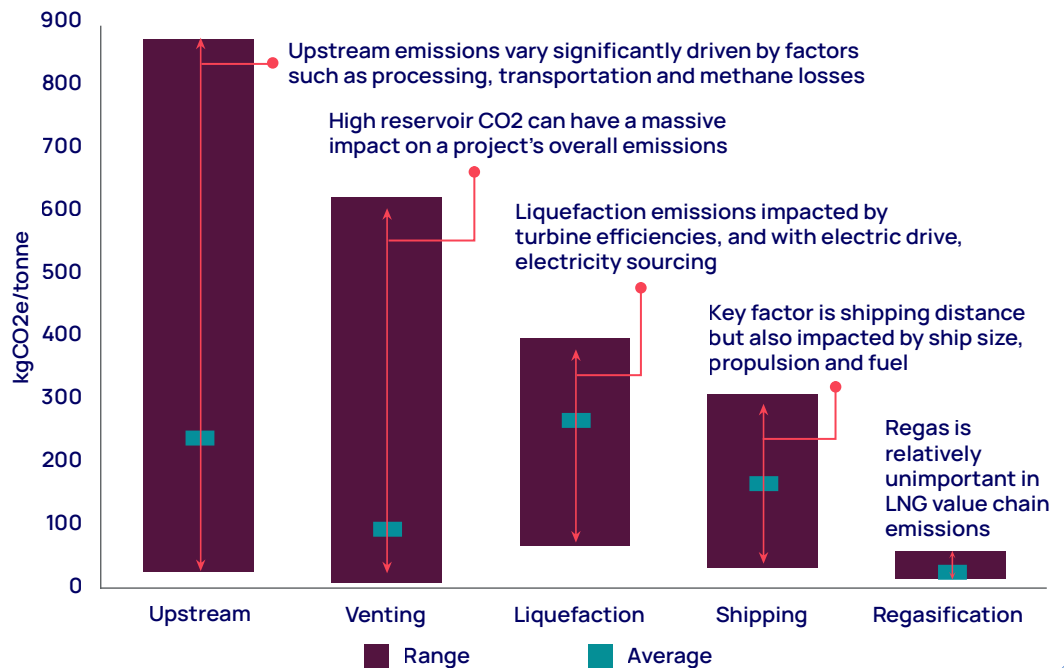 900
800
700
600
500
400
300
200
100
0
kgCO2e/tonne
Upstream emissions vary significantly driven by factors
such as processing, transportation and methane losses
High reservoir CO2 can have a massive
impact on a project's overall emissions
Liquefaction emissions impacted by
turbine efficiencies, and with electric drive,
electricity sourcing
Key factor is shipping distance
but also impacted by ship size,
propulsion and fuel
Regas is
relatively
unimportant in
LNG value chain
emissions
Upstream
Venting
Liquefaction
Shipping
Regasification
Range
Average